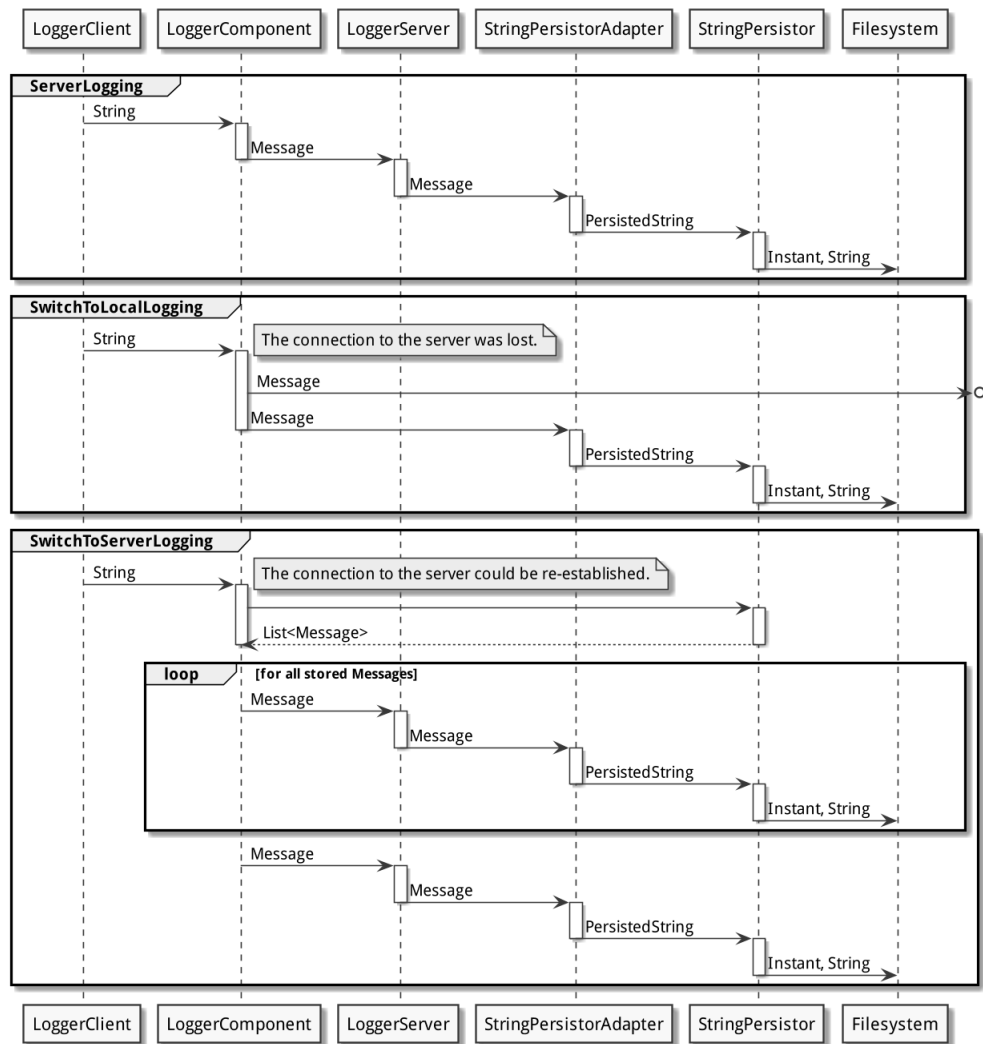 LoggerClient LoggerComponent LoggerServer StringPersistorAdapter StringPersistor Filesystem
ServerLogging
String
Message
Message
PersistedString
Instant, String
SwitchToLocalLogging
String
The connection to the server was lost.
Message
Message
PersistedString
Instant, String
SwitchToServerLogging
String
The connection to the server could be re-established.
List<Message>
loop [for all stored Messages]
Message
Message
PersistedString
Instant, String
Message
Message
PersistedString
Instant, String
LoggerClient LoggerComponent LoggerServer StringPersistorAdapter StringPersistor Filesystem